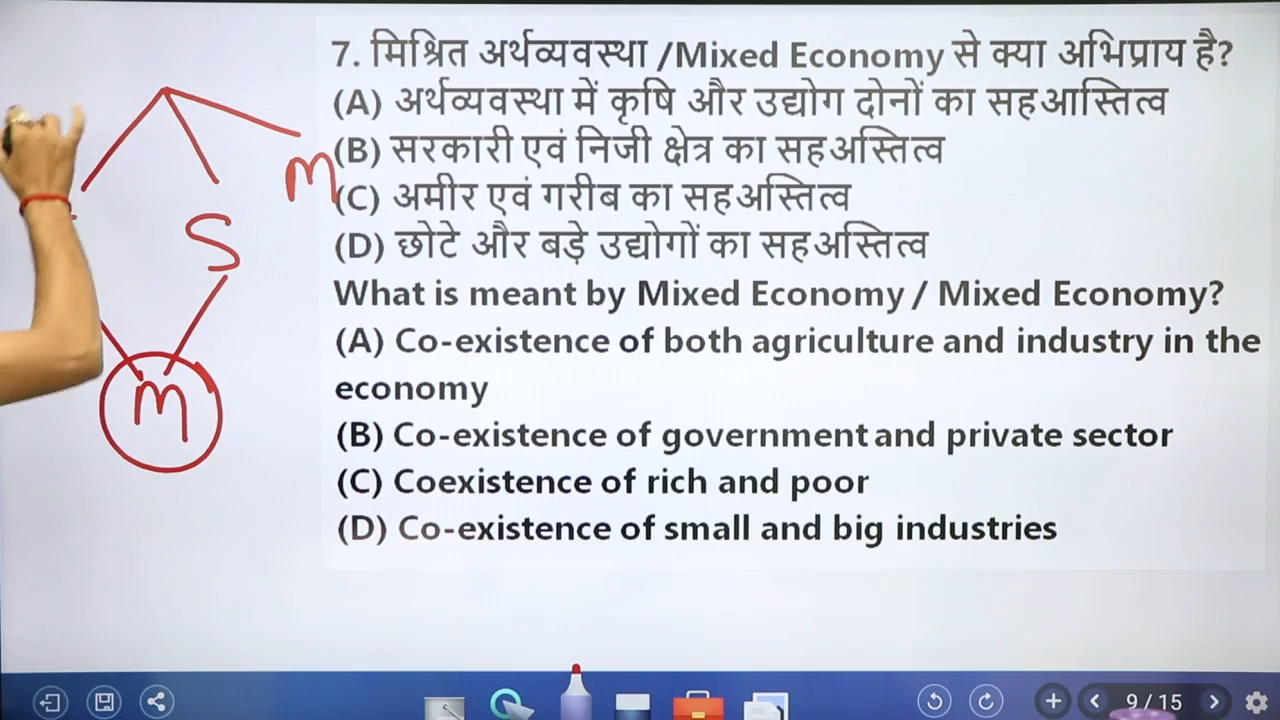 7. मिश्रित अर्थव्यवस्था /Mixed Economy से क्या अभिप्राय है?
(A) अर्थव्यवस्था में कृषि और उद्योग दोनों का सहआस्तित्व
(B) सरकारी एवं निजी क्षेत्र का सहअस्तित्व
(C) अमीर एवं गरीब का सहअस्तित्व
(D) छोटे और बड़े उद्योगों का सहअस्तित्व
What is meant by Mixed Economy / Mixed Economy?
(A) Co-existence of both agriculture and industry in the
economy
(B) Co-existence of government and private sector
(C) Coexistence of rich and poor
(D) Co-existence of small and big industries
m
S
m
9 / 15